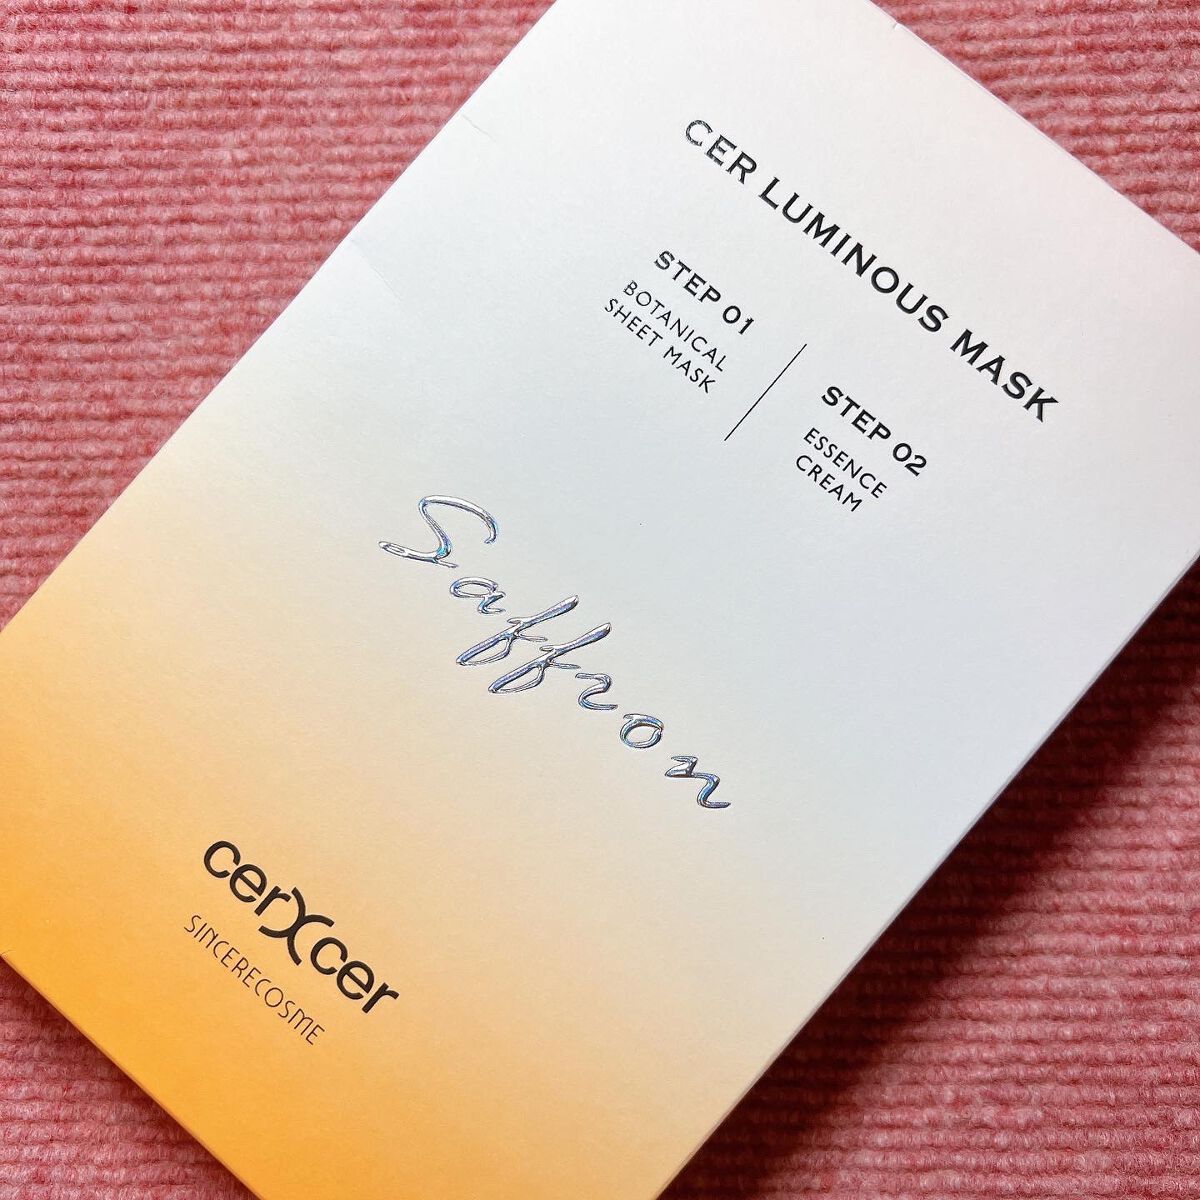 CER LUMINOUS MASK
STEP 01
BOTANICAL
SHEET MASK
STEP 02
ESSENCE
CREAM
Saffron
cerXcer
SINCERECOSME